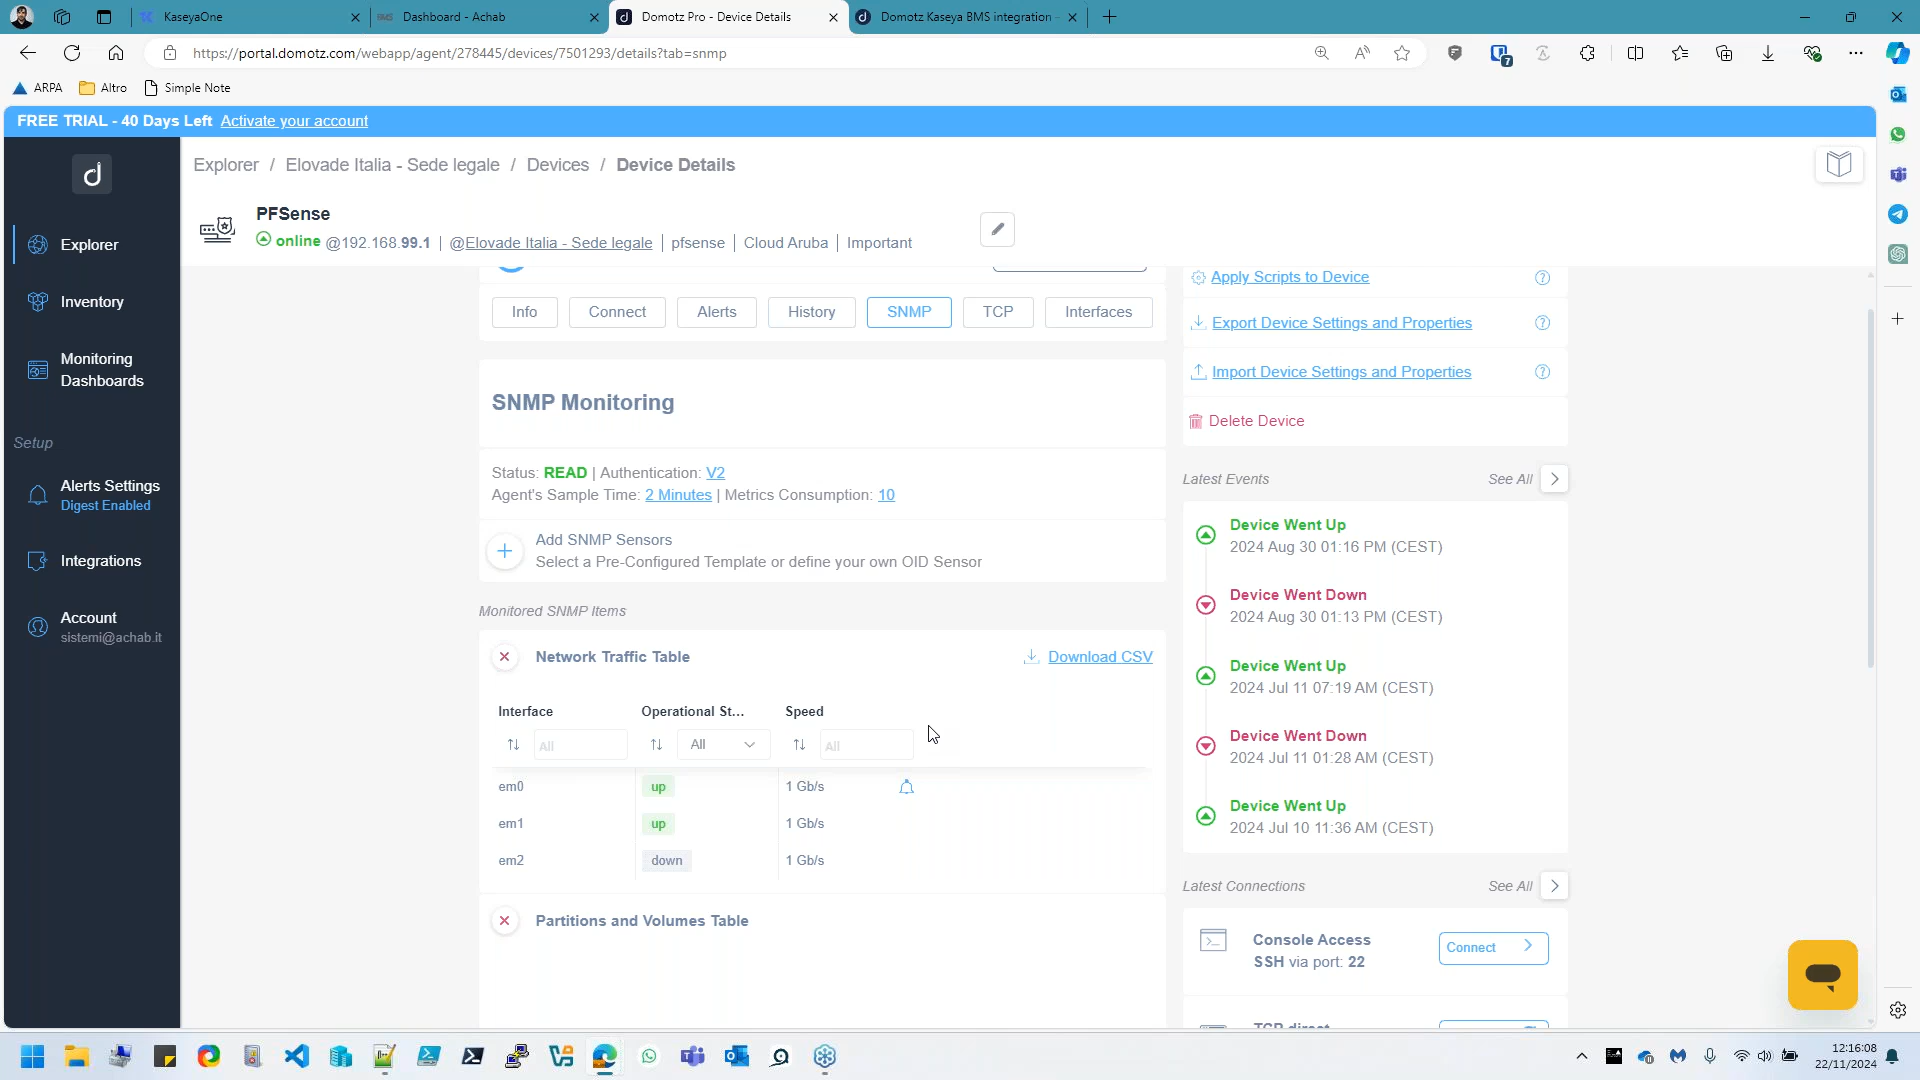 KaseyaOne
BMS
Dashboard - Achab
Domotz Pro - Device Details
Domotz Kaseya BMS integration -
https://portal.domotz.com/webapp/agent/278445/devices/7501293/details?tab=snmp
7
ARPA
Altro
Simple Note
FREE TRIAL - 40 Days Left Activate your account
Explorer / Elovade Italia - Sede legale / Devices / Device Details
PFSense
online @192.168.99.1 | @Elovade Italia - Sede legale | pfsense | Cloud Aruba | Important
Explorer
Inventory
Monitoring
Dashboards
Setup
Alerts Settings
Digest Enabled
Integrations
Account
sistemi@achab.it
Info
Connect
Alerts
History
SNMP
TCP
Interfaces
SNMP Monitoring
Status: READ | Authentication: V2
Agent's Sample Time: 2 Minutes | Metrics Consumption: 10
Add SNMP Sensors
Select a Pre-Configured Template or define your own OID Sensor
Monitored SNMP Items
Network Traffic Table
Download CSV
Interface
Operational St...
Speed
All
All
All
em0 up 1 Gb/s
em1 up 1 Gb/s
em2 down 1 Gb/s
Partitions and Volumes Table
Apply Scripts to Device
Export Device Settings and Properties
Import Device Settings and Properties
Delete Device
Latest Events
See All
Device Went Up
2024 Aug 30 01:16 PM (CEST)
Device Went Down
2024 Aug 30 01:13 PM (CEST)
Device Went Up
2024 Jul 11 07:19 AM (CEST)
Device Went Down
2024 Jul 11 01:28 AM (CEST)
Device Went Up
2024 Jul 10 11:36 AM (CEST)
Latest Connections
See All
Console Access
SSH via port: 22
Connect
TCP direct
12:16:08
22/11/2024